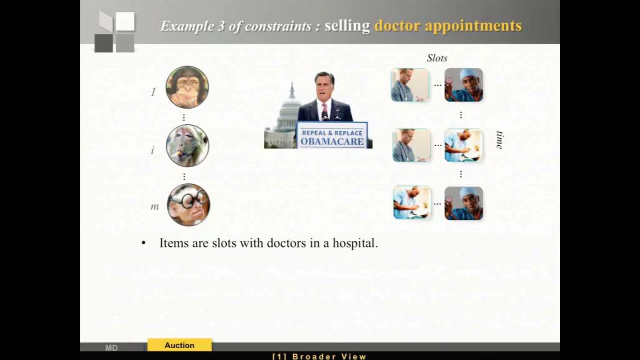 Example 3 of constraints : selling doctor appointments
Slots
1
REPEAL & REPLACE
OBAMACARE
time
i
m
• Items are slots with doctors in a hospital.
MD
Auction
[1] Broader View